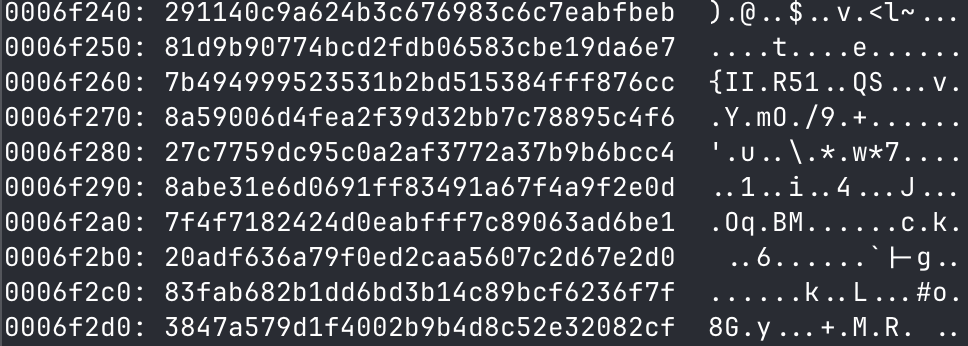 0006f240: 291140c9a624b3c676983c6c7eabfbeb  ).@..$..v.<l~...
0006f250: 81d9b90774bcd2fdb06583cbe19da6e7  ....t....e......
0006f260: 7b494999523531b2bd515384fff876cc  {II.R51..QS...v.
0006f270: 8a59006d4fea2f39d32bb7c78895c4f6  .Y.mO./9.+......
0006f280: 27c7759dc95c0a2af3772a37b9b6bcc4  '.u..\.*.w*7....
0006f290: 8abe31e6d0691ff83491a67f4a9f2e0d  ..1..i..4...J...
0006f2a0: 7f4f7182424d0eabfff7c89063ad6be1  .Oq.BM......c.k.
0006f2b0: 20adf636a79f0ed2caa5607c2d67e2d0   ..6......`|-g..
0006f2c0: 83fab682b1dd6bd3b14c89bcf6236f7f  ......k..L...#o.
0006f2d0: 3847a579d1f4002b9b4d8c52e32082cf  8G.y...+.M.R. ..